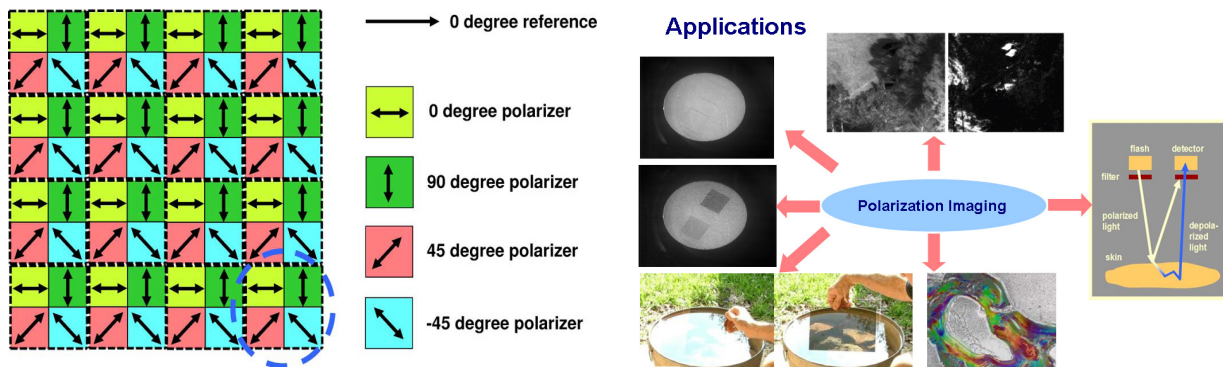 0 degree reference
0 degree polarizer
90 degree polarizer
45 degree polarizer
-45 degree polarizer
Applications
Polarization Imaging
flash detector
filter
polarized
light
depola-
rized
light
skin